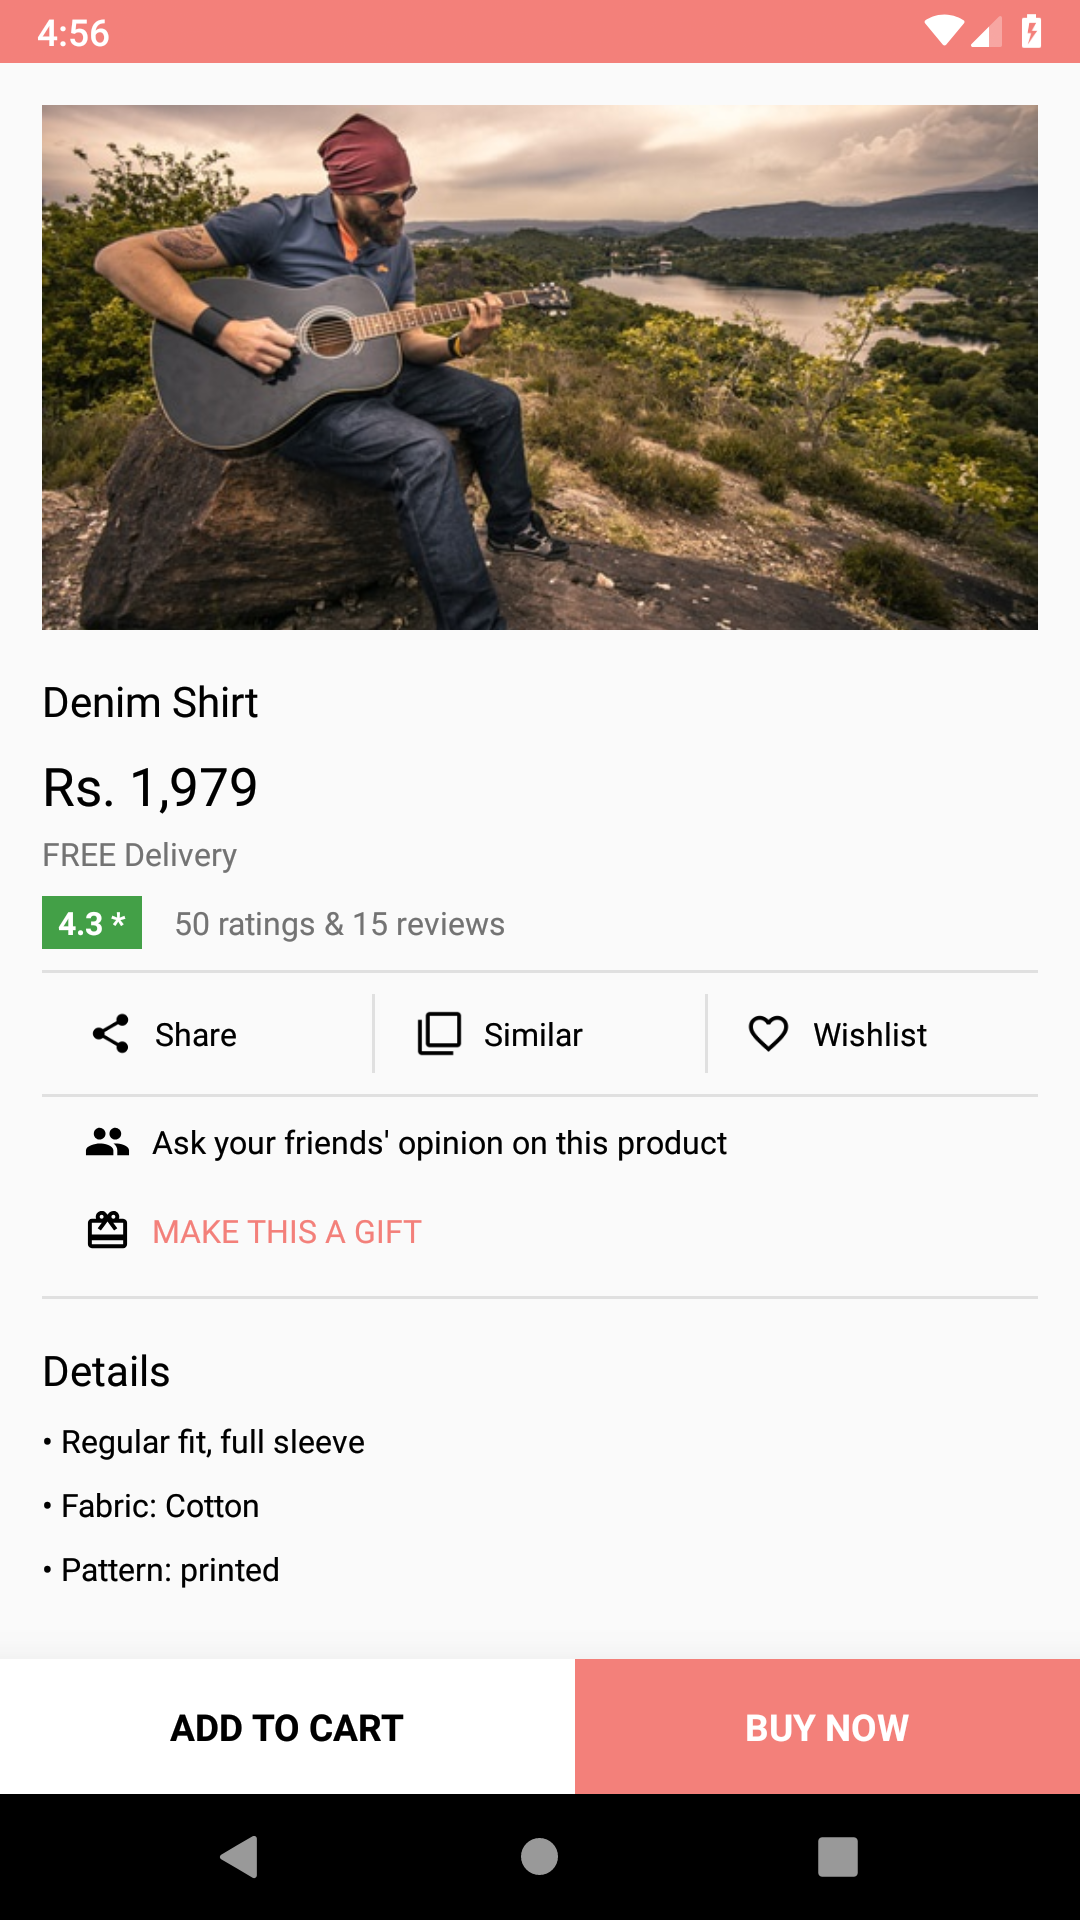 4:56
Denim Shirt
Rs. 1,979
FREE Delivery
4.3 * 50 ratings & 15 reviews
Share Similar Wishlist
Ask your friends' opinion on this product
MAKE THIS A GIFT
Details
• Regular fit, full sleeve
• Fabric: Cotton
• Pattern: printed
ADD TO CART BUY NOW